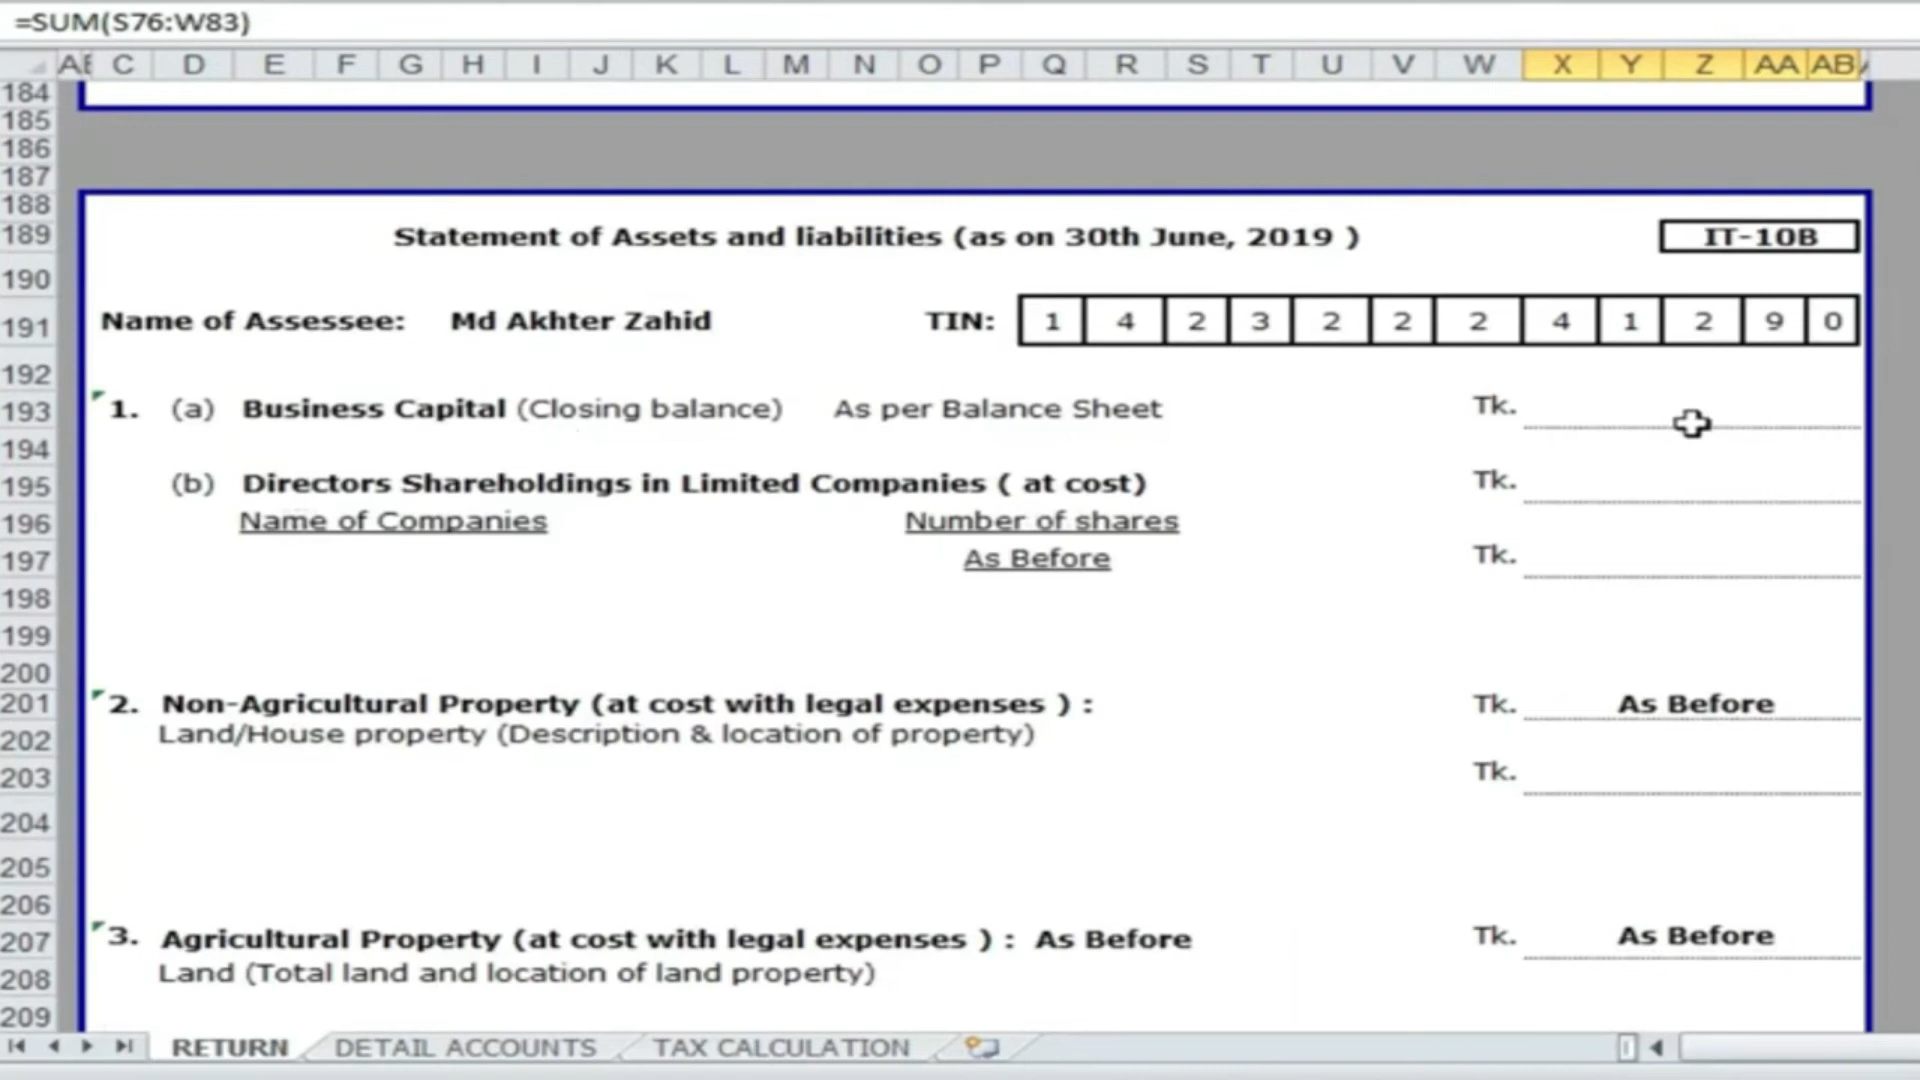 =SUM(S76:W83)
C D E F G H I J K L M N O P Q R S T U V W X Y Z AA AB
184
185
186
187
188
189 Statement of Assets and liabilities (as on 30th June, 2019 ) IT-10B
190
191 Name of Assessee: Md Akhter Zahid TIN: 1 4 2 3 2 2 2 4 1 2 9 0
192
193 1. (a) Business Capital (Closing balance) As per Balance Sheet Tk.
194
195 (b) Directors Shareholdings in Limited Companies ( at cost) Tk.
196 Name of Companies Number of shares
197 As Before Tk.
198
199
200
201 2. Non-Agricultural Property (at cost with legal expenses ) : Tk. As Before
202 Land/House property (Description & location of property)
203 Tk.
204
205
206
207 3. Agricultural Property (at cost with legal expenses ) : As Before Tk. As Before
208 Land (Total land and location of land property)
209
RETURN DETAIL ACCOUNTS TAX CALCULATION